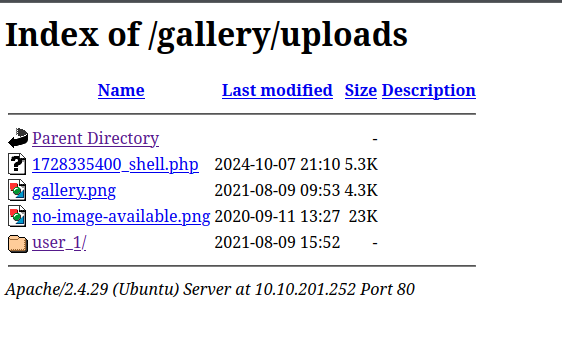 Index of /gallery/uploads
Name Last modified Size Description
Parent Directory -
1728335400_shell.php 2024-10-07 21:10 5.3K
gallery.png 2021-08-09 09:53 4.3K
no-image-available.png 2020-09-11 13:27 23K
user_1/ 2021-08-09 15:52 -
Apache/2.4.29 (Ubuntu) Server at 10.10.201.252 Port 80